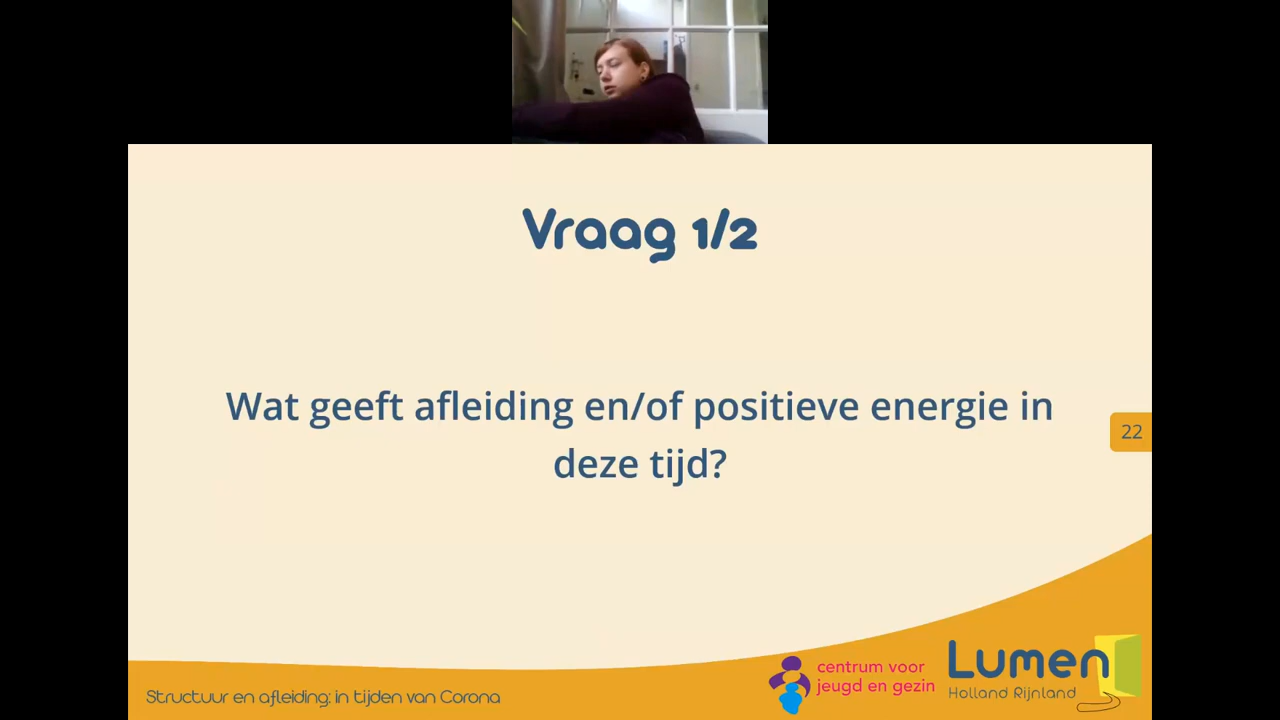 Vraag 1/2
Wat geeft afleiding en/of positieve energie in
deze tijd?
22
Structuur en afleiding: in tijden van Corona
centrum voor
jeugd en gezin
Lumen
Holland Rijnland